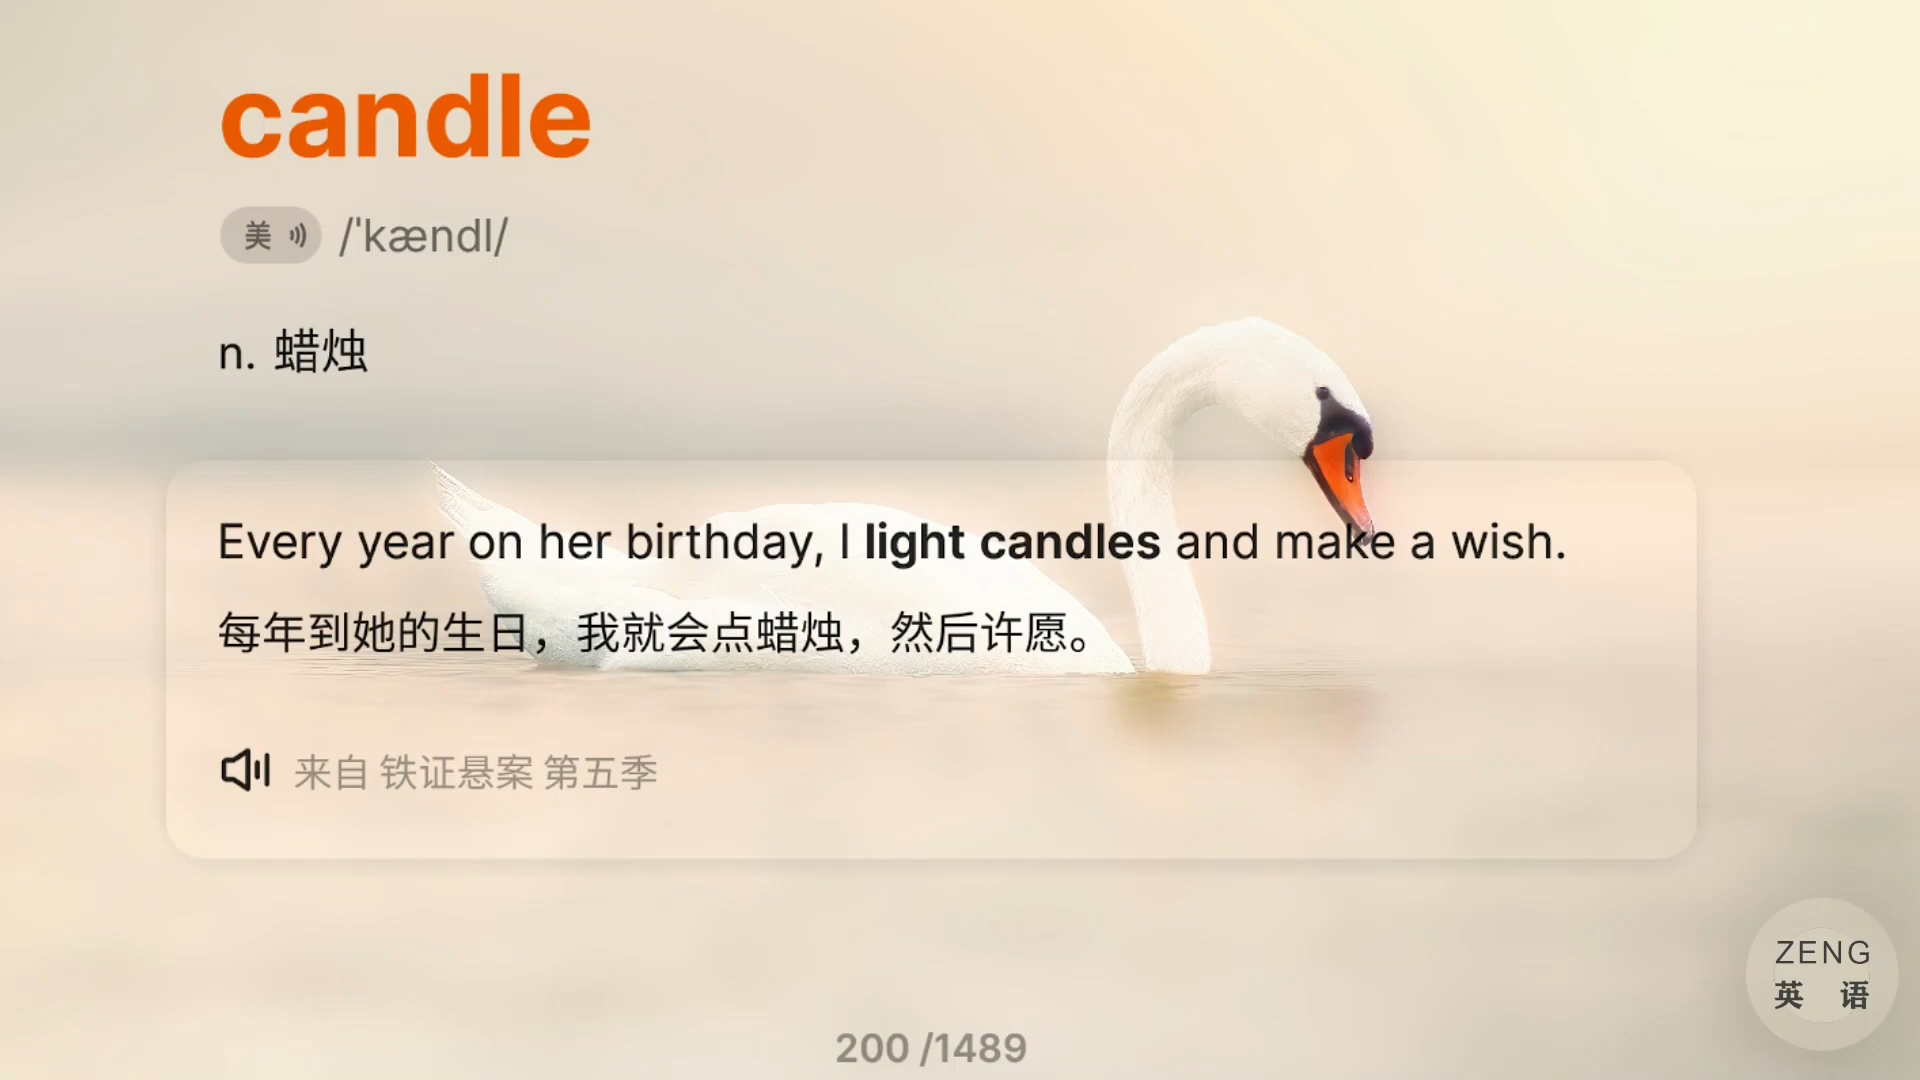 candle
美 /ˈkændl/
n. 蜡烛
Every year on her birthday, I light candles and make a wish.
每年到她的生日，我就会点蜡烛，然后许愿。
来自 铁证悬案 第五季
ZENG
英 语
200 /1489